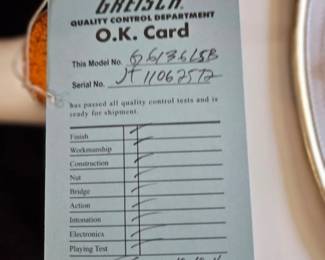 GRETSCH
QUALITY CONTROL DEPARTMENT
O.K. Card
This Model No. G6136LSB
Serial No. JT11062572
has passed all quality control tests and is
ready for shipment.
Finish
Workmanship
Construction
Nut
Bridge
Action
Intonation
Electronics
Playing Test